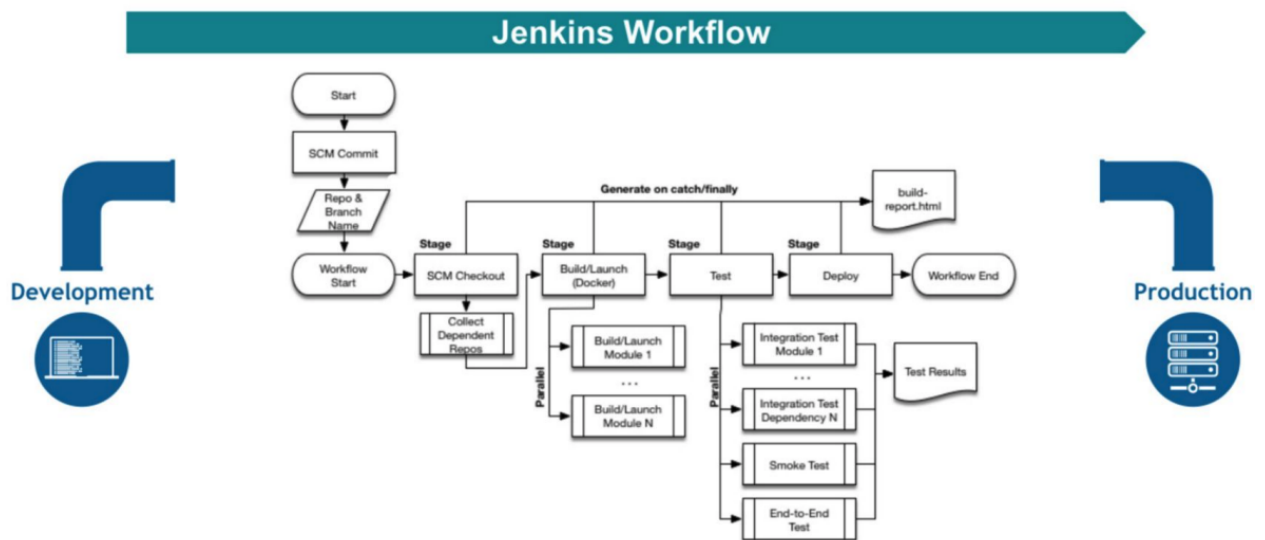 Jenkins Workflow
Start
SCM Commit
Repo &
Branch
Name
Generate on catch/finally
build-
report.html
Stage
Stage
Stage
Stage
Workflow
Start
SCM Checkout
Build/Launch
(Docker)
Test
Deploy
Workflow End
Development
Production
Collect
Dependent
Repos
Parallel
Build/Launch
Module 1
...
Build/Launch
Module N
Parallel
Integration Test
Module 1
...
Integration Test
Dependency N
Smoke Test
End-to-End
Test
Test Results